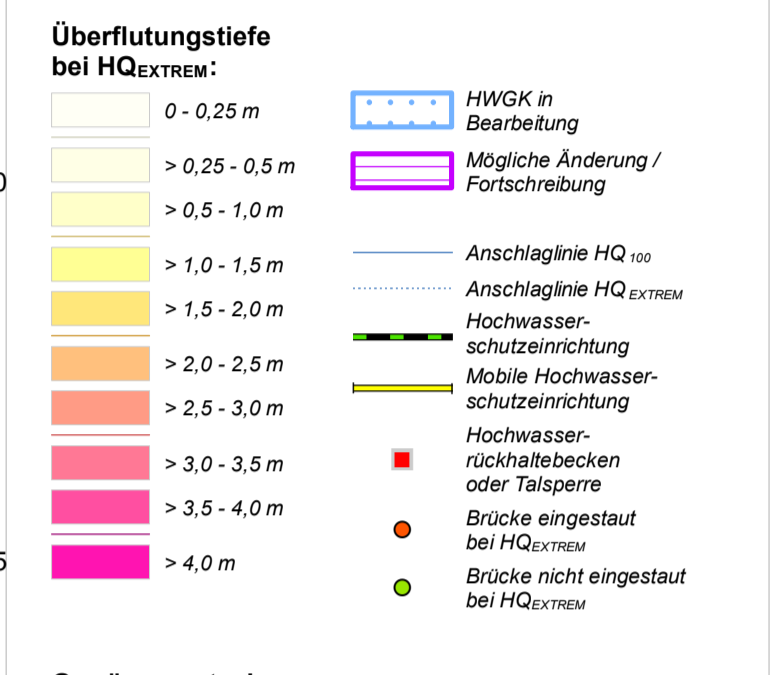 Überflutungstiefe
bei HQEXTREM:
0 - 0,25 m
> 0,25 - 0,5 m
> 0,5 - 1,0 m
> 1,0 - 1,5 m
> 1,5 - 2,0 m
> 2,0 - 2,5 m
> 2,5 - 3,0 m
> 3,0 - 3,5 m
> 3,5 - 4,0 m
> 4,0 m
HWGK in
Bearbeitung
Mögliche Änderung /
Fortschreibung
Anschlaglinie HQ 100
Anschlaglinie HQ EXTREM
Hochwasser-
schutzeinrichtung
Mobile Hochwasser-
schutzeinrichtung
Hochwasser-
rückhaltebecken
oder Talsperre
Brücke eingestaut
bei HQEXTREM
Brücke nicht eingestaut
bei HQEXTREM